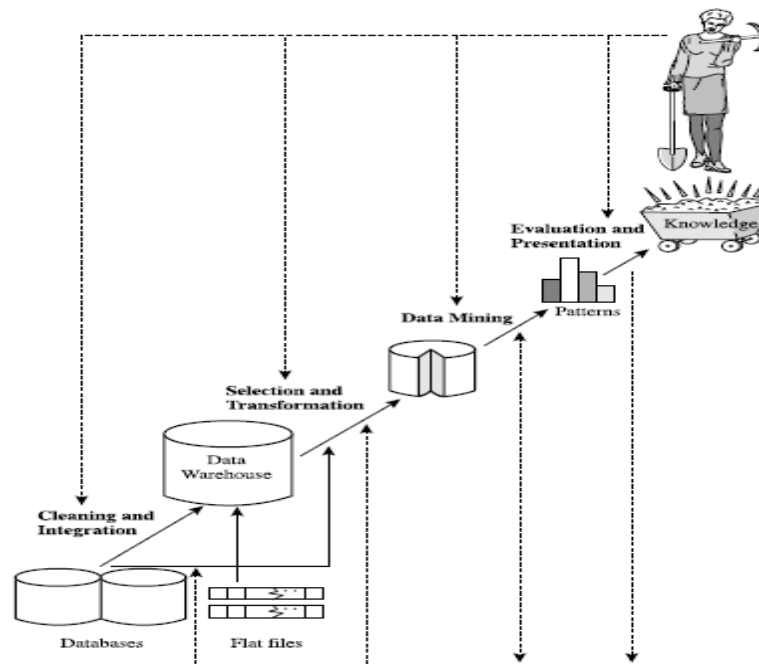 Knowledge
Evaluation and
Presentation
Patterns
Data Mining
Selection and
Transformation
Data
Warehouse
Cleaning and
Integration
Databases
Flat files